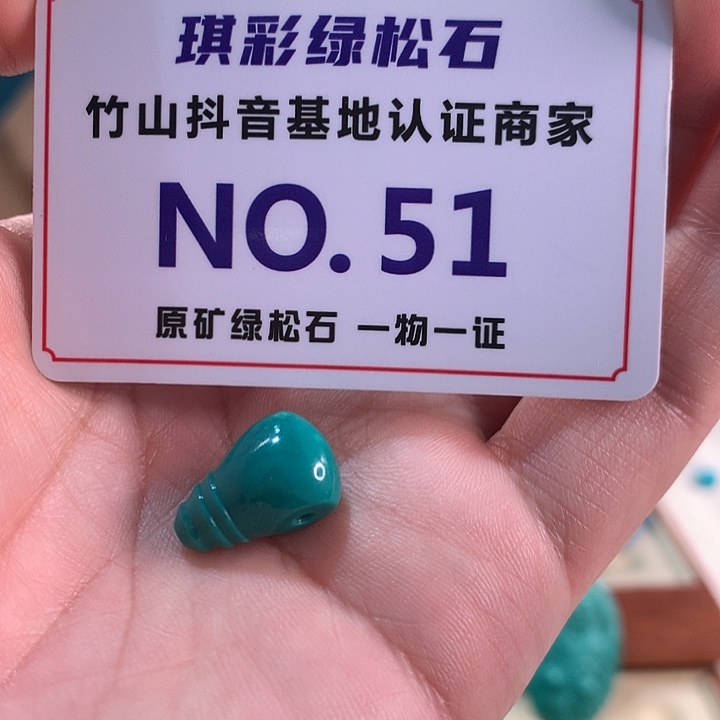 琪彩绿松石
竹山抖音基地认证商家
NO. 51
原矿绿松石 一物一证